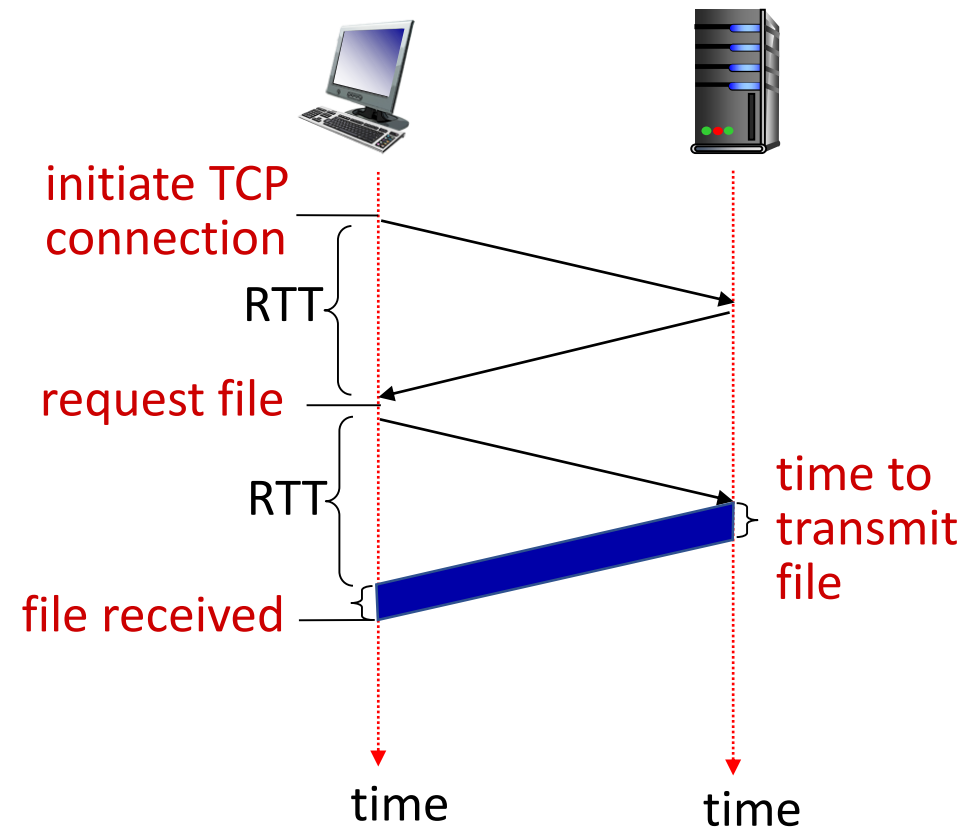 initiate TCP
connection
RTT
request file
RTT
time to
transmit
file
file received
time
time